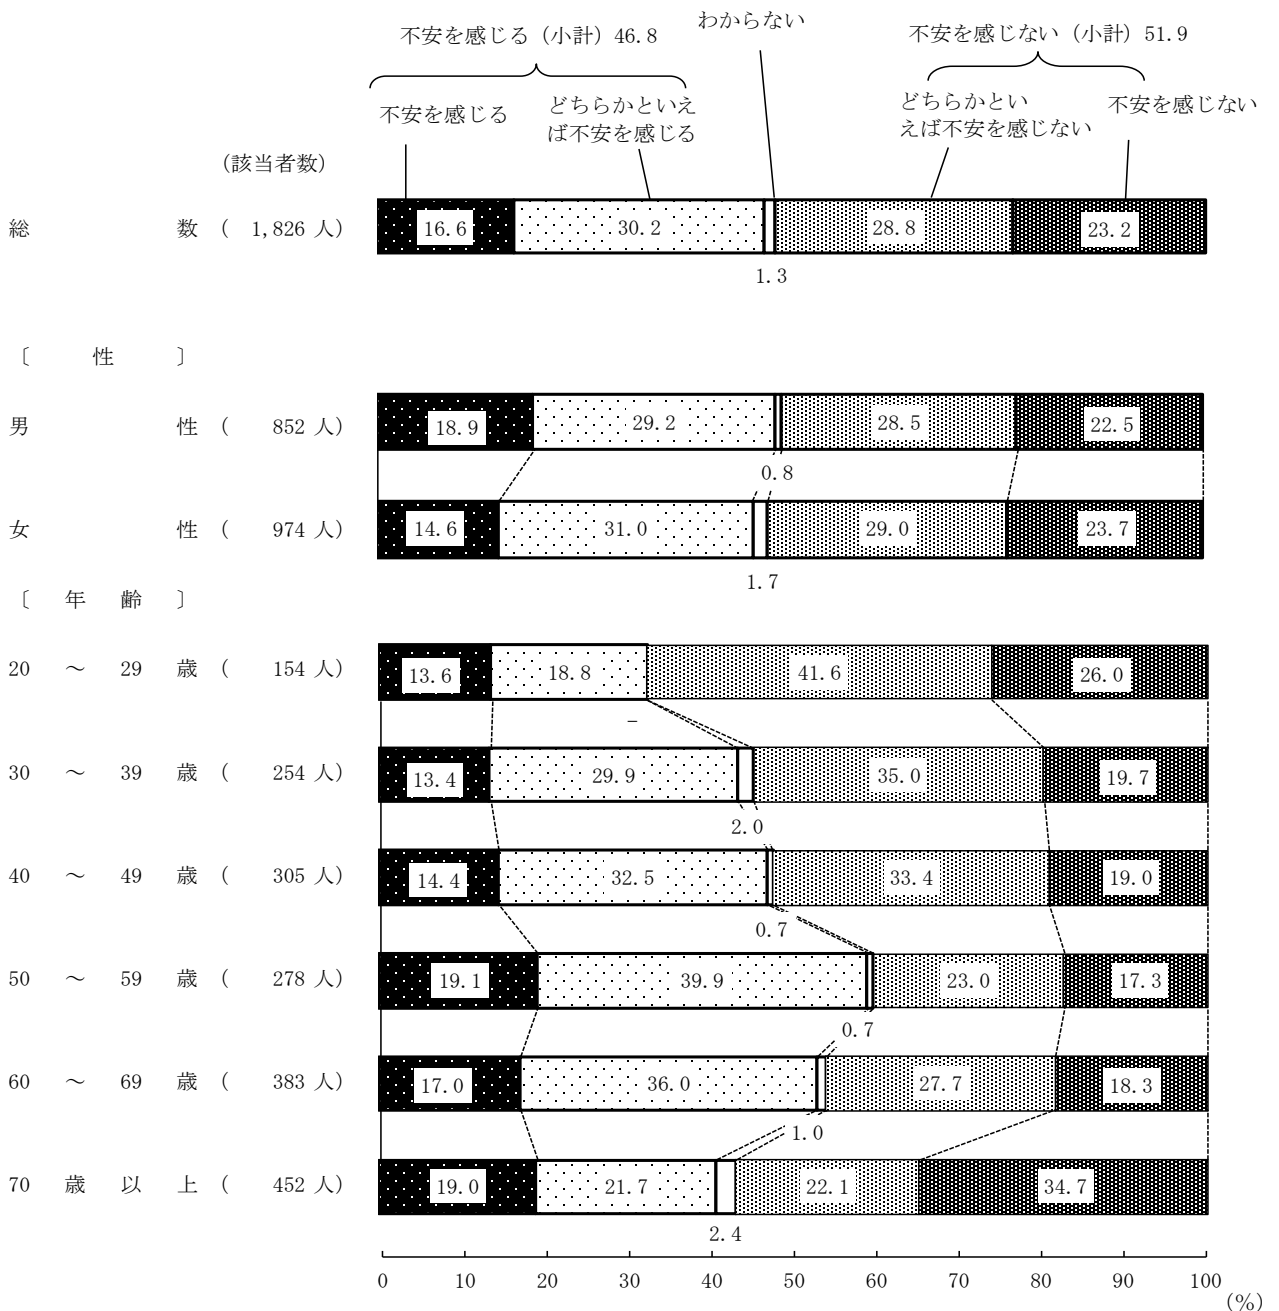 わからない
不安を感じる（小計）46.8
不安を感じない（小計）51.9
不安を感じる
どちらかといえ
ば不安を感じる
どちらかとい
えば不安を感じない
不安を感じない
(該当者数)
総 数 ( 1,826 人)
16.6 30.2 28.8 23.2
1.3
〔 性 〕
男 性 ( 852 人)
18.9 29.2 28.5 22.5
0.8
女 性 ( 974 人)
14.6 31.0 29.0 23.7
1.7
〔 年 齢 〕
20 ～ 29 歳 ( 154 人)
13.6 18.8 41.6 26.0
−
30 ～ 39 歳 ( 254 人)
13.4 29.9 35.0 19.7
2.0
40 ～ 49 歳 ( 305 人)
14.4 32.5 33.4 19.0
0.7
50 ～ 59 歳 ( 278 人)
19.1 39.9 23.0 17.3
0.7
60 ～ 69 歳 ( 383 人)
17.0 36.0 27.7 18.3
1.0
70 歳 以 上 ( 452 人)
19.0 21.7 22.1 34.7
2.4
0 10 20 30 40 50 60 70 80 90 100
(%)